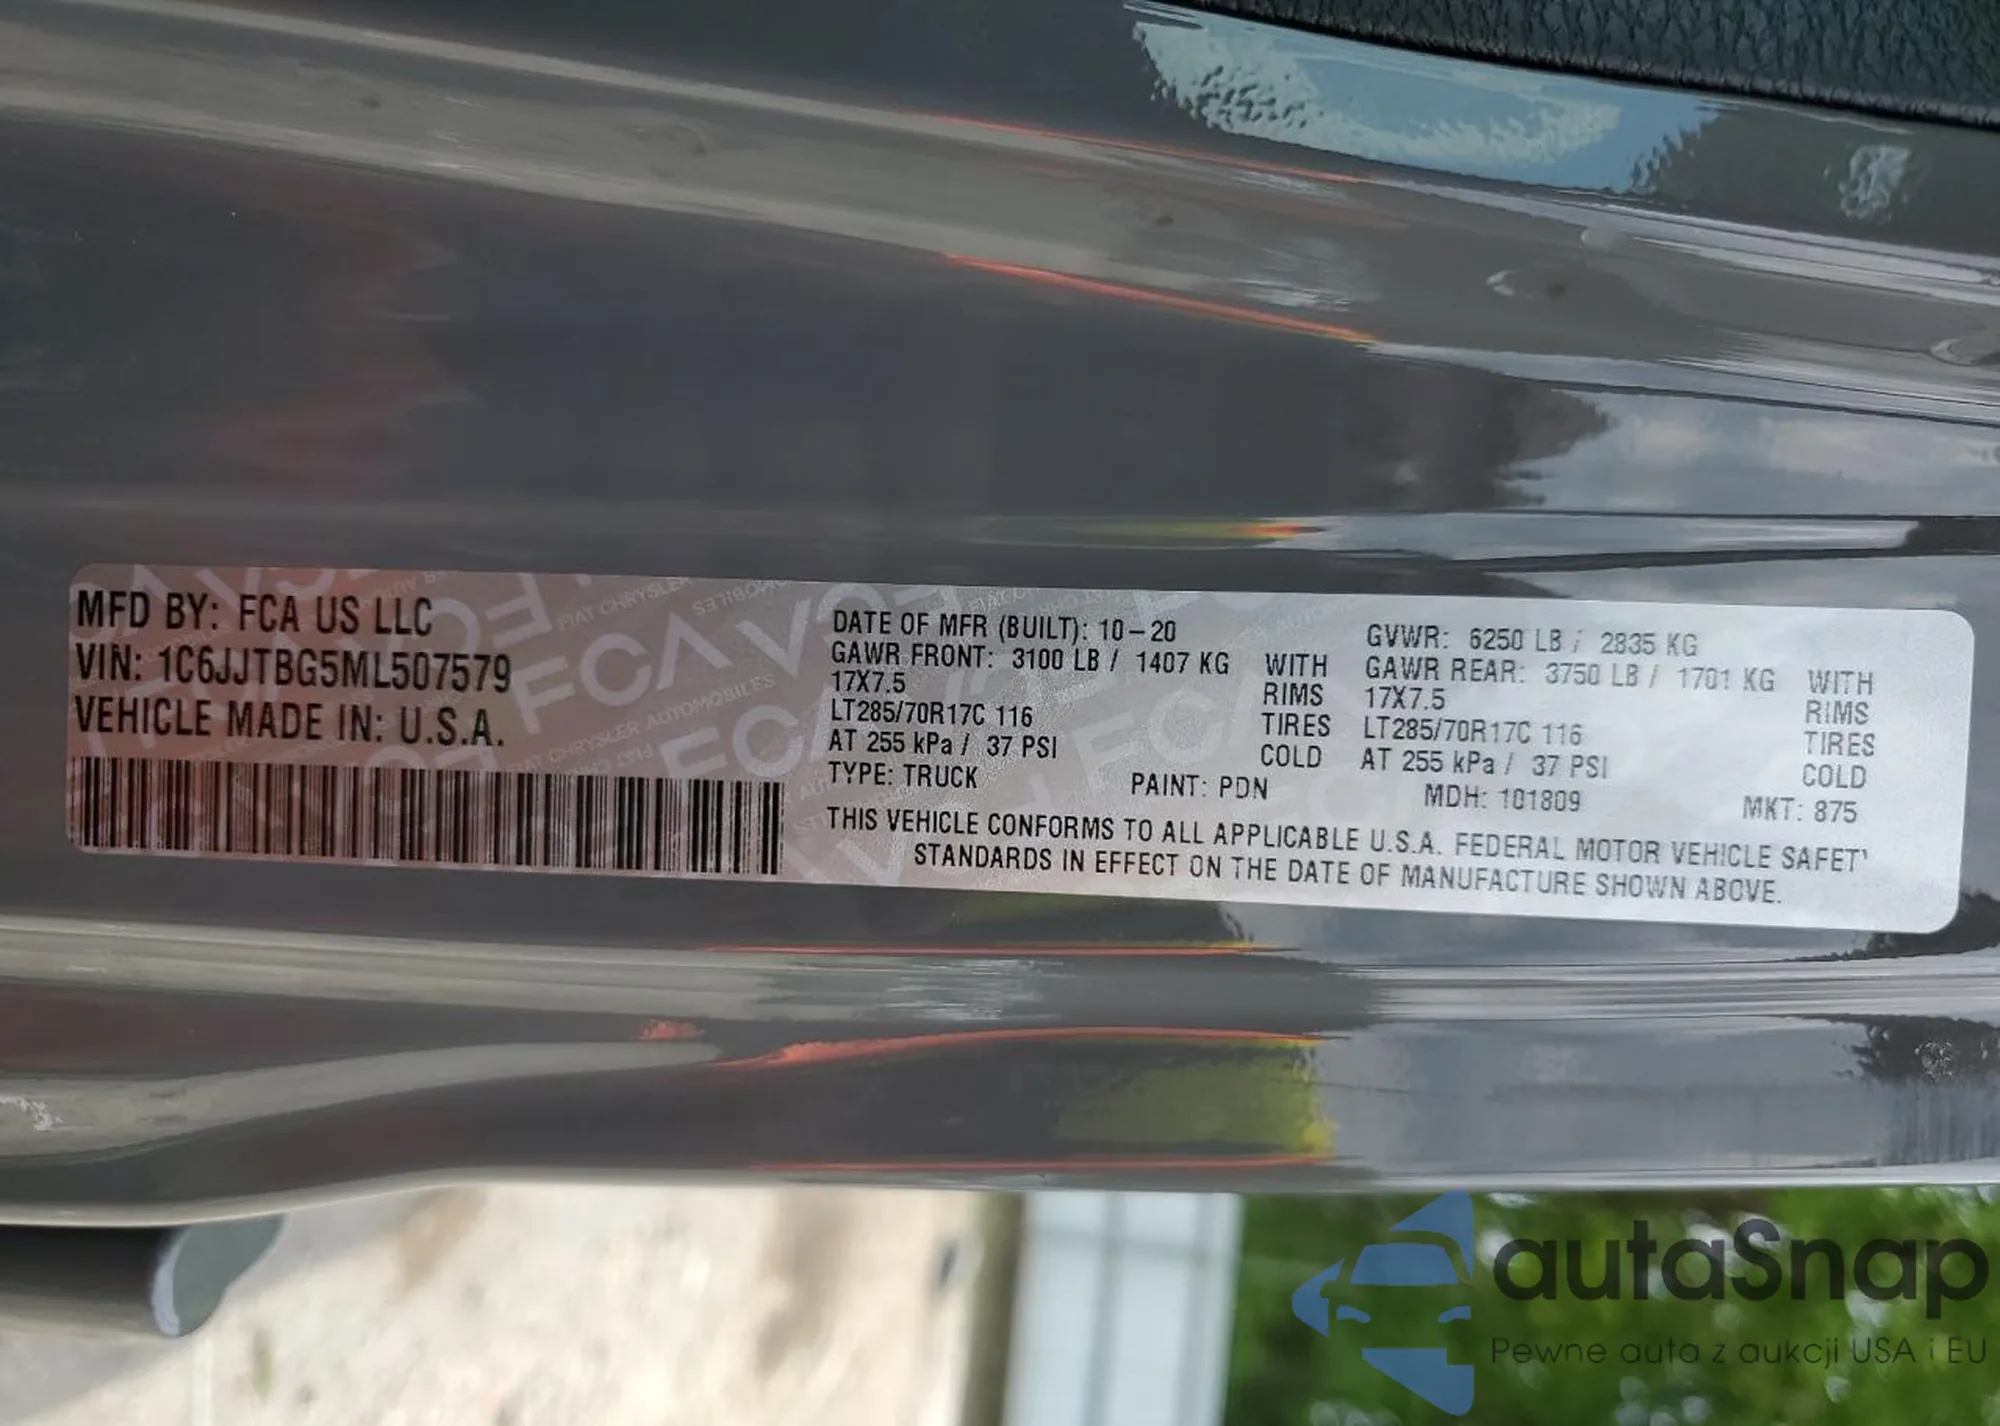 MFD BY: FCA US LLC
VIN: 1C6JJTBG5ML507579
VEHICLE MADE IN: U.S.A.
DATE OF MFR (BUILT): 10-20
GVWR: 6250 LB / 2835 KG
GAWR FRONT: 3100 LB / 1407 KG WITH
GAWR REAR: 3750 LB / 1701 KG WITH
17X7.5 RIMS 17X7.5 RIMS
LT285/70R17C 116 TIRES LT285/70R17C 116 TIRES
AT 255 kPa / 37 PSI COLD AT 255 kPa / 37 PSI COLD
TYPE: TRUCK PAINT: PDN MDH: 101809 MKT: 875
THIS VEHICLE CONFORMS TO ALL APPLICABLE U.S.A. FEDERAL MOTOR VEHICLE SAFET
STANDARDS IN EFFECT ON THE DATE OF MANUFACTURE SHOWN ABOVE.
autaSnap
Pewne auta z aukcji USA i EU